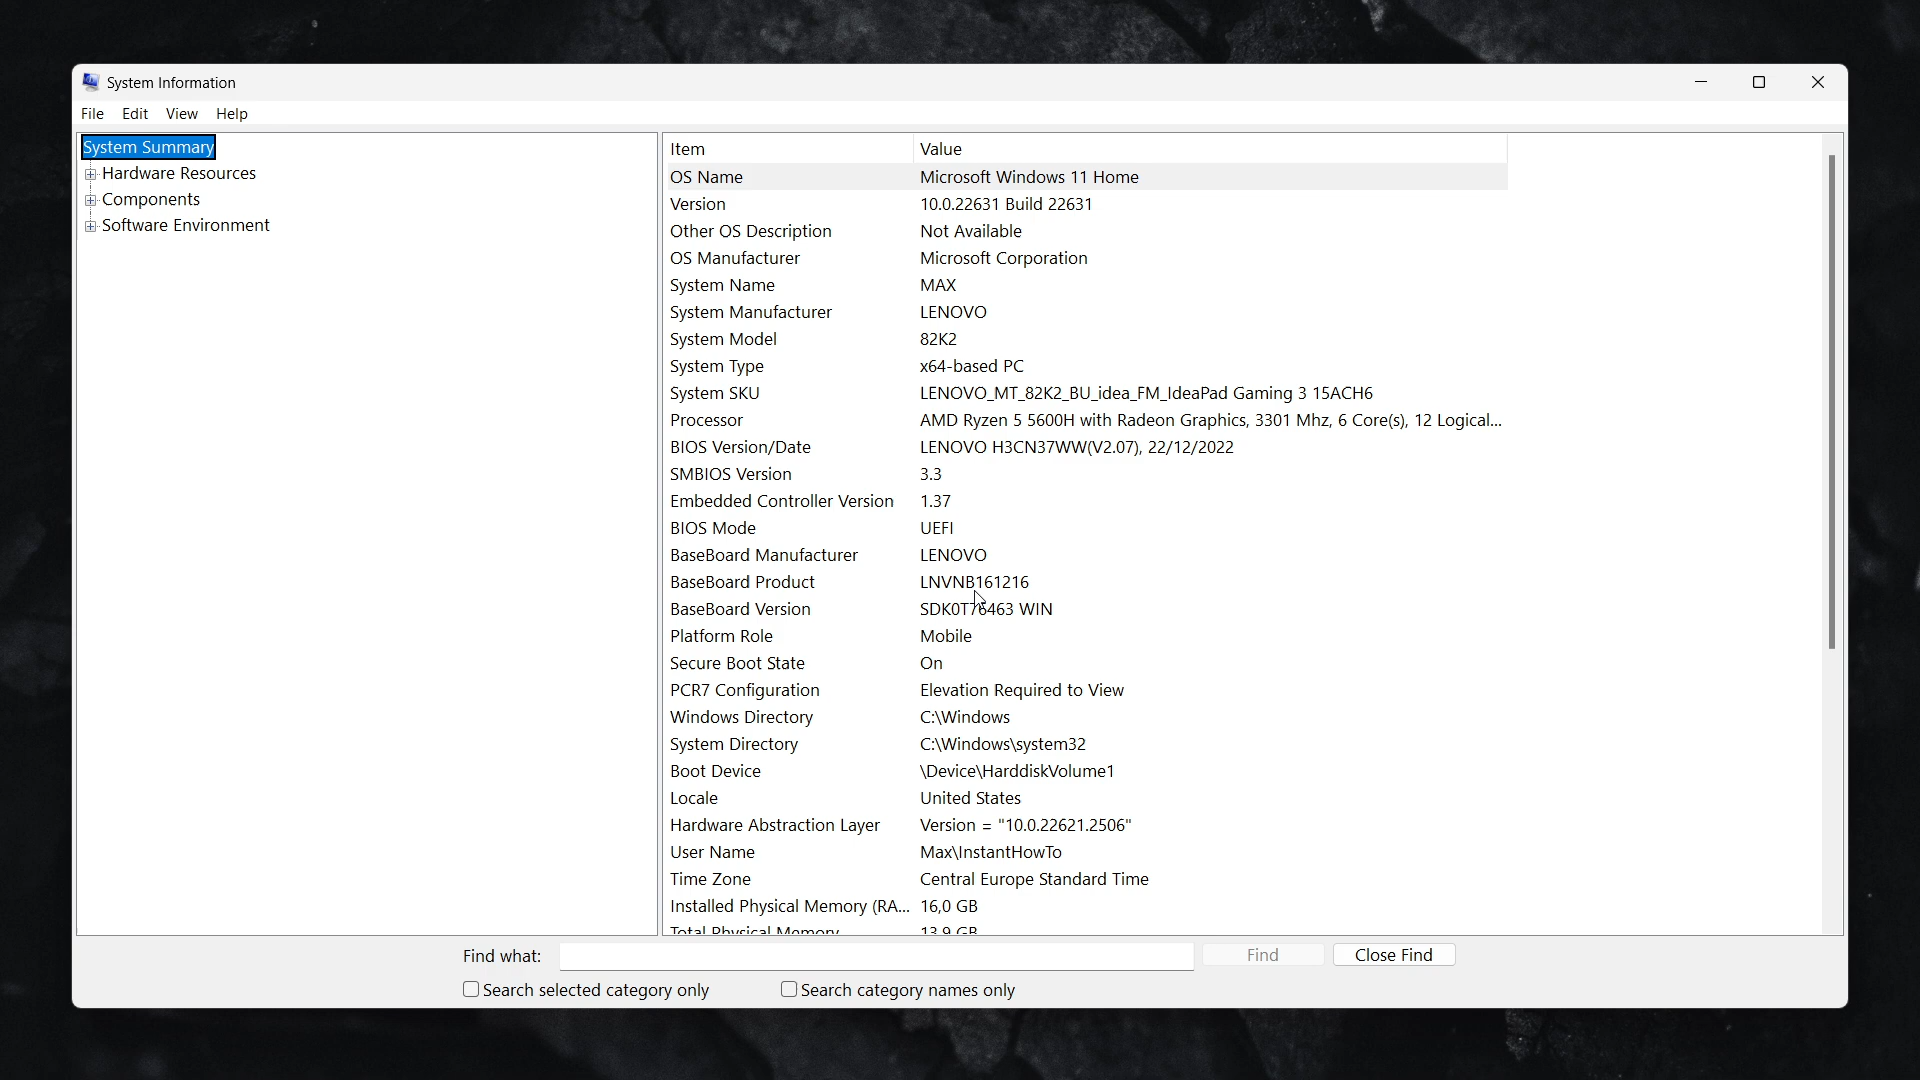 System Information
File Edit View Help
System Summary
Hardware Resources
Components
Software Environment
Item Value
OS Name Microsoft Windows 11 Home
Version 10.0.22631 Build 22631
Other OS Description Not Available
OS Manufacturer Microsoft Corporation
System Name MAX
System Manufacturer LENOVO
System Model 82K2
System Type x64-based PC
System SKU LENOVO_MT_82K2_BU_idea_FM_IdeaPad Gaming 3 15ACH6
Processor AMD Ryzen 5 5600H with Radeon Graphics, 3301 Mhz, 6 Core(s), 12 Logical...
BIOS Version/Date LENOVO H3CN37WW(V2.07), 22/12/2022
SMBIOS Version 3.3
Embedded Controller Version 1.37
BIOS Mode UEFI
BaseBoard Manufacturer LENOVO
BaseBoard Product LNVNB161216
BaseBoard Version SDK0T76463 WIN
Platform Role Mobile
Secure Boot State On
PCR7 Configuration Elevation Required to View
Windows Directory C:\Windows
System Directory C:\Windows\system32
Boot Device \Device\HarddiskVolume1
Locale United States
Hardware Abstraction Layer Version = "10.0.22621.2506"
User Name Max\InstantHowTo
Time Zone Central Europe Standard Time
Installed Physical Memory (RA... 16,0 GB
Total Physical Memory 13,9 GB
Find what: Find Close Find
Search selected category only Search category names only